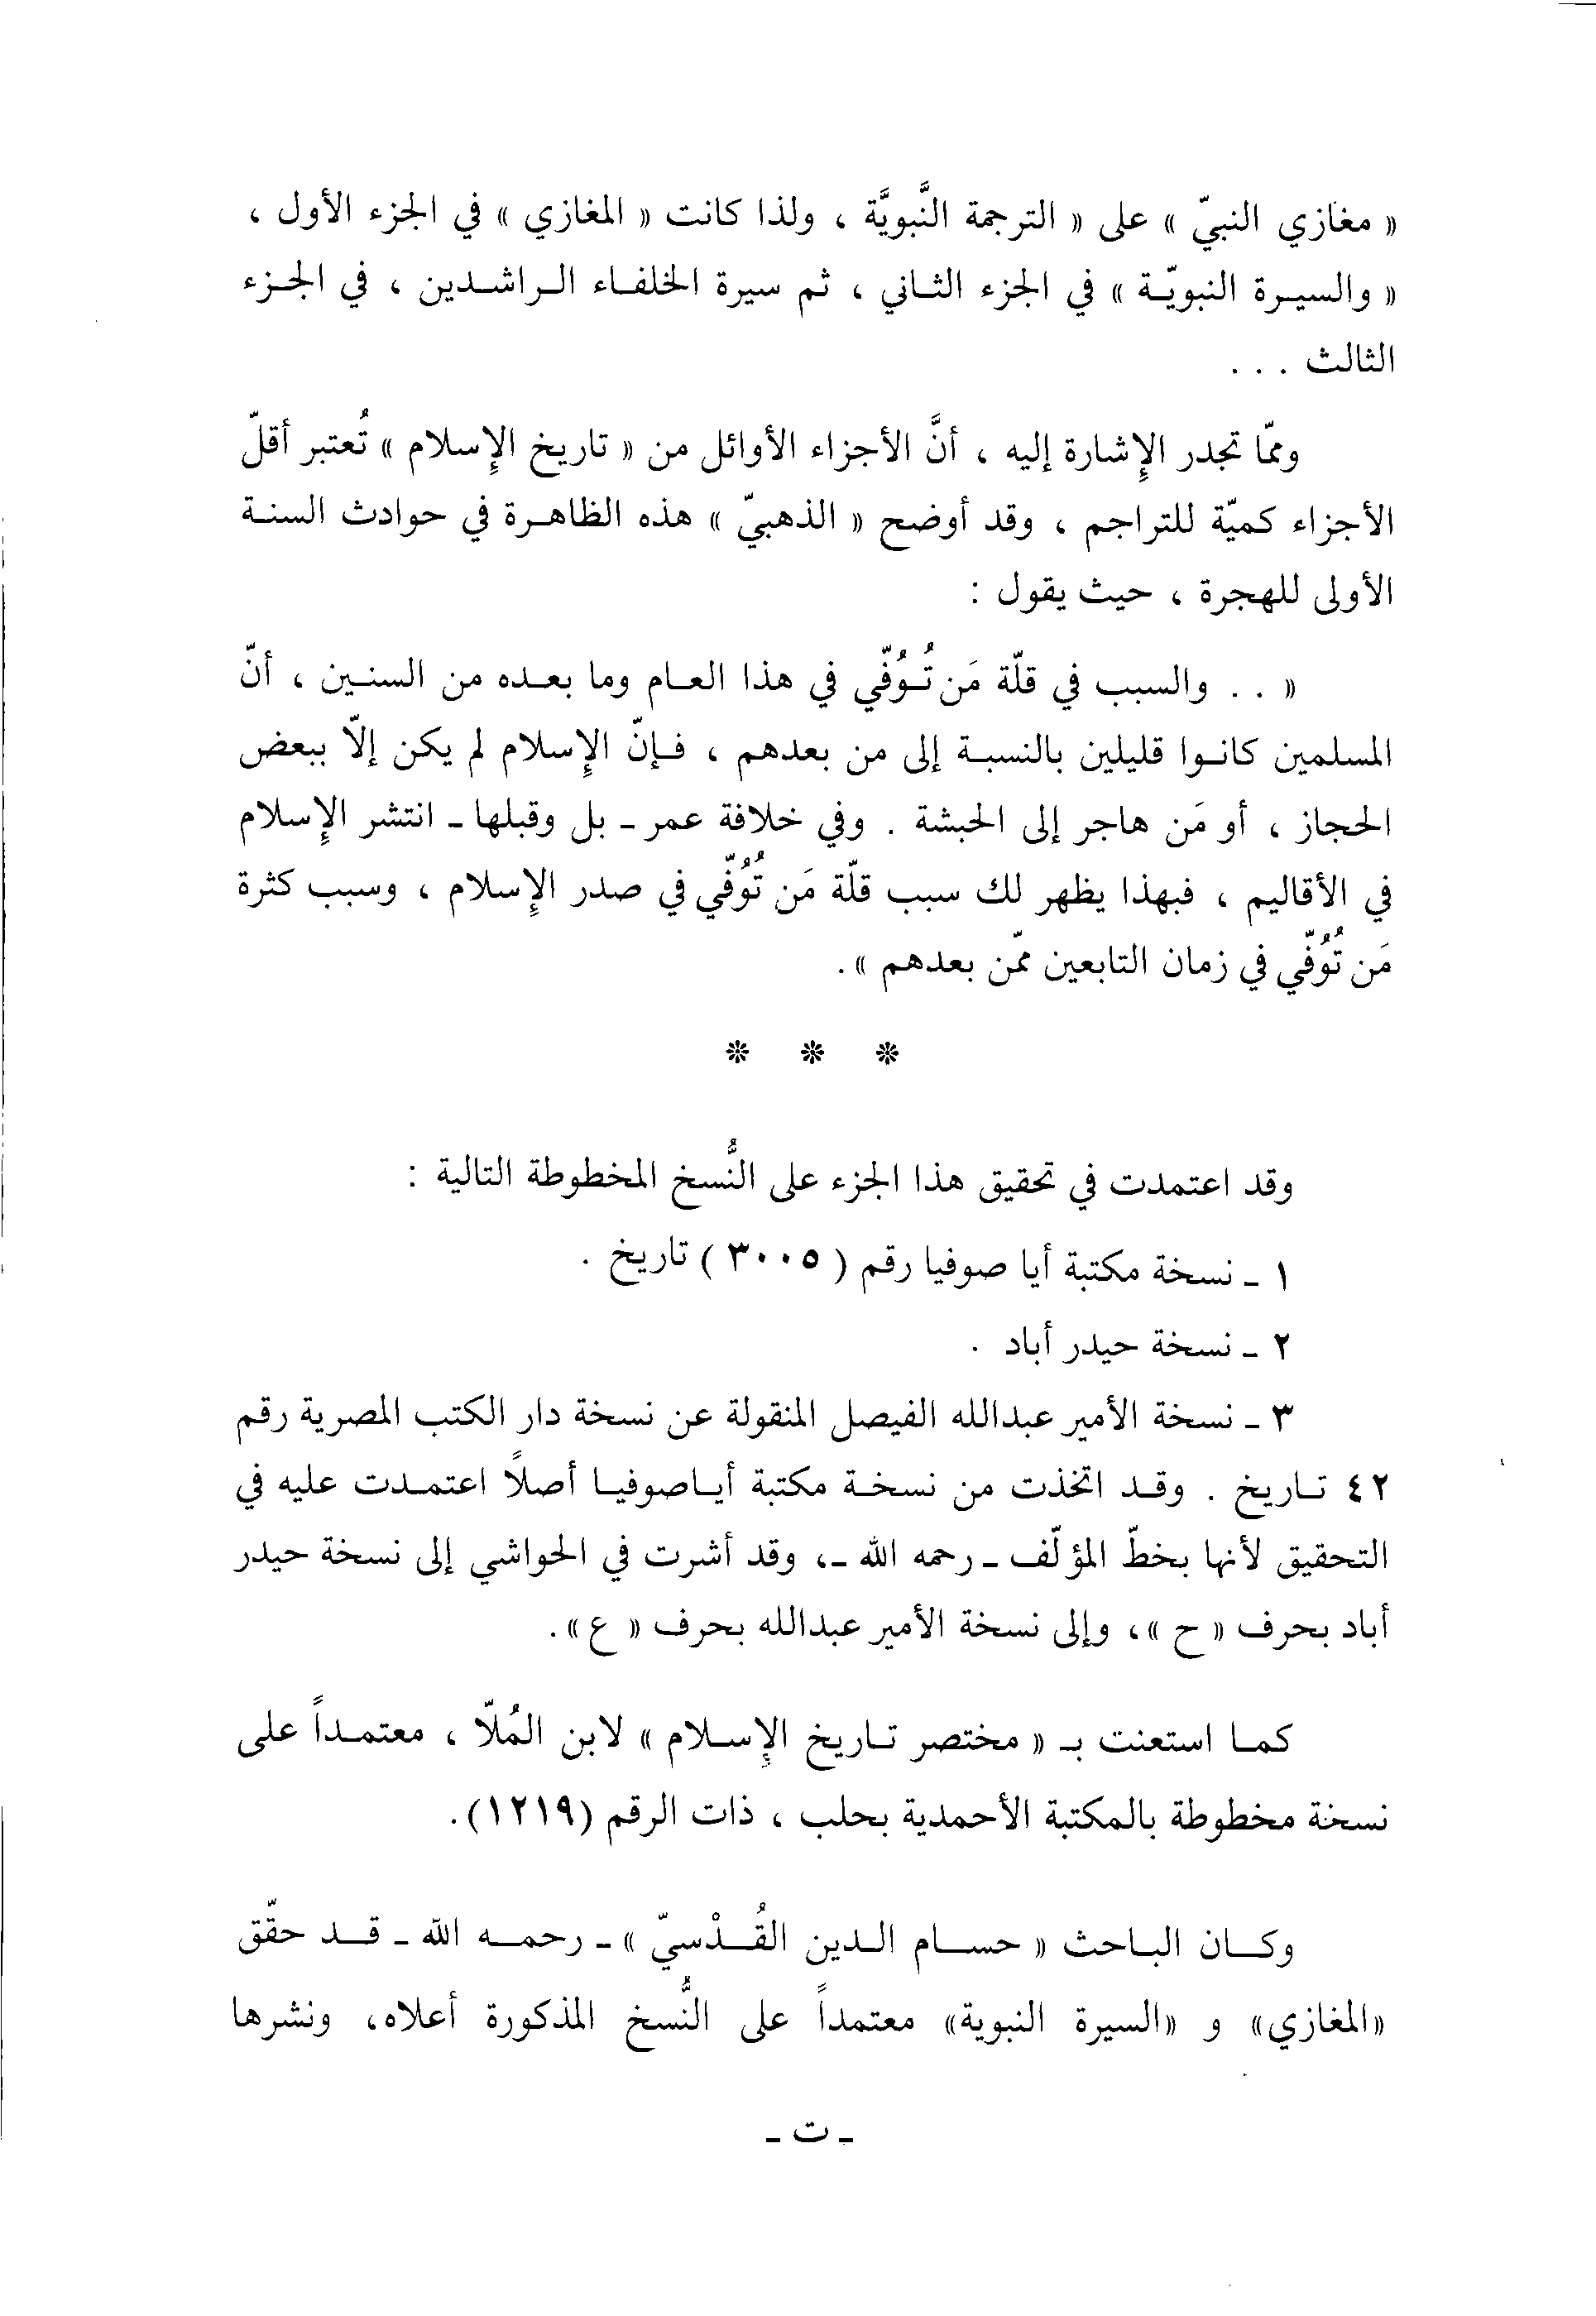 « مغازي النبيّ » على « الترجمة النَّبويَّة ، ولذا كانت « المغازي » في الجزء الأول ،
« والسيرة النبويّة » في الجزء الثاني ، ثم سيرة الخلفاء الراشدين ، في الجزء
الثالث . . .
وممّا تجدر الإشارة إليه ، أنَّ الأجزاء الأوائل من « تاريخ الإسلام » تُعتبر أقلّ
الأجزاء كميّة للتراجم ، وقد أوضح « الذهبيّ » هذه الظاهرة في حوادث السنة
الأولى للهجرة ، حيث يقول :
« . . والسبب في قلّة مَن تُوُفّي في هذا العام وما بعده من السنين ، أنّ
المسلمين كانوا قليلين بالنسبة إلى من بعدهم ، فإنّ الإسلام لم يكن إلّا ببعض
الحجاز ، أو مَن هاجر إلى الحبشة . وفي خلافة عمر ـ بل وقبلها ـ انتشر الإسلام
في الأقاليم ، فبهذا يظهر لك سبب قلّة مَن تُوُفّي في صدر الإسلام ، وسبب كثرة
مَن تُوُفّي في زمان التابعين ممّن بعدهم » .
* * *
وقد اعتمدت في تحقيق هذا الجزء على النُّسخ المخطوطة التالية :
١ ـ نسخة مكتبة أيا صوفيا رقم ( ٣٠٠٥ ) تاريخ .
٢ ـ نسخة حيدر أباد .
٣ ـ نسخة الأمير عبدالله الفيصل المنقولة عن نسخة دار الكتب المصرية رقم
٤٢ تاريخ . وقد اتخذت من نسخة مكتبة أياصوفيا أصلاً اعتمدت عليه في
التحقيق لأنها بخطّ المؤلّف ـ رحمه الله ـ، وقد أشرت في الحواشي إلى نسخة حيدر
أباد بحرف « ح »، وإلى نسخة الأمير عبدالله بحرف « ع ».
كما استعنت بـ « مختصر تاريخ الإسلام » لابن المُلّا ، معتمداً على
نسخة مخطوطة بالمكتبة الأحمدية بحلب ، ذات الرقم (١٢١٩).
وكان الباحث « حسام الدين القُدْسيّ » ـ رحمه الله ـ قد حقّق
«المغازي» و «السيرة النبوية» معتمداً على النُّسخ المذكورة أعلاه، ونشرها
ـ ت ـ